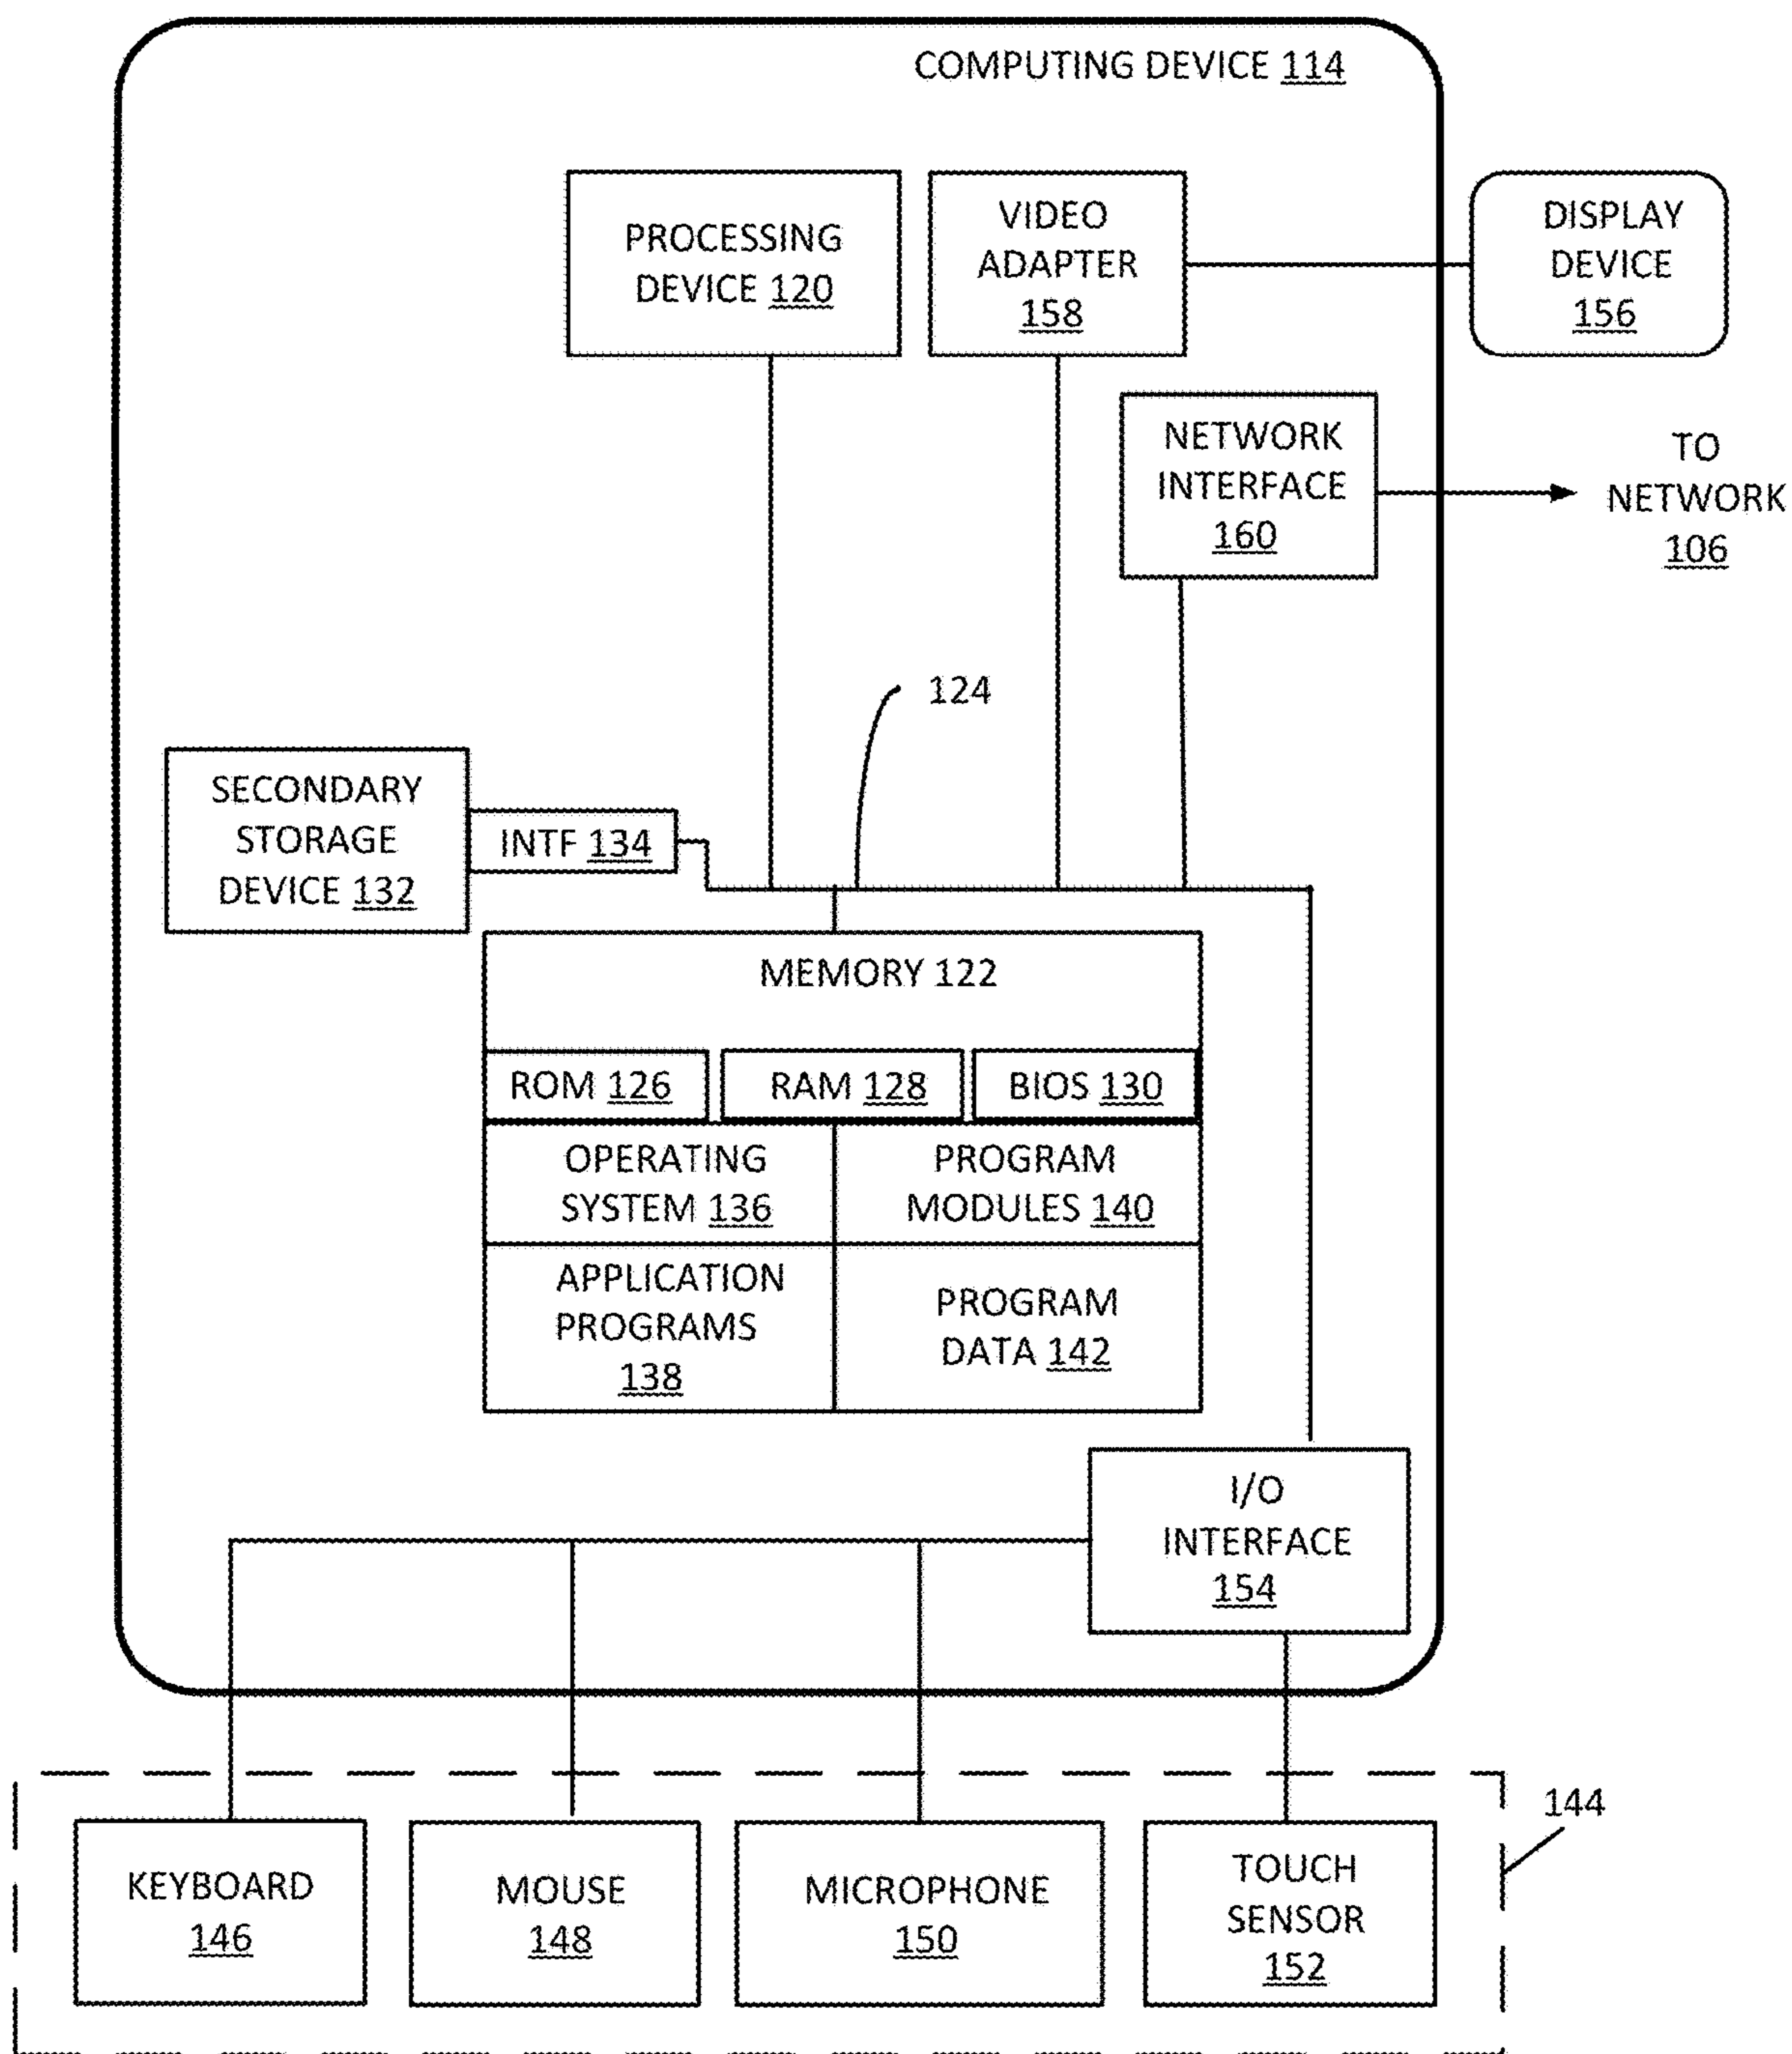 COMPUTING DEVICE 114
PROCESSING
DEVICE 120
VIDEO
ADAPTER
158
DISPLAY
DEVICE
156
NETWORK
INTERFACE
160
TO
NETWORK
106
124
SECONDARY
STORAGE
DEVICE 132
INTF 134
MEMORY 122
ROM 126
RAM 128
BIOS 130
OPERATING
SYSTEM 136
PROGRAM
MODULES 140
APPLICATION
PROGRAMS
138
PROGRAM
DATA 142
I/O
INTERFACE
154
144
KEYBOARD
146
MOUSE
148
MICROPHONE
150
TOUCH
SENSOR
152